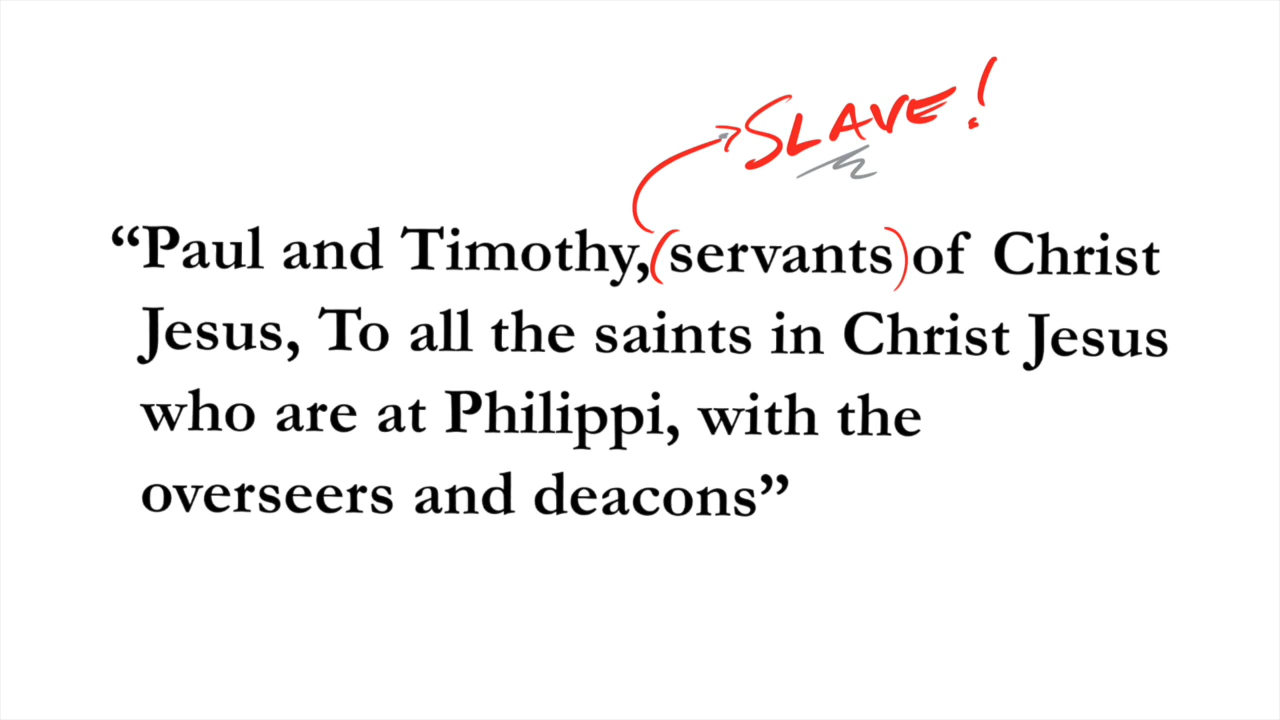 SLAVE!
“Paul and Timothy, (servants) of Christ
Jesus, To all the saints in Christ Jesus
who are at Philippi, with the
overseers and deacons”